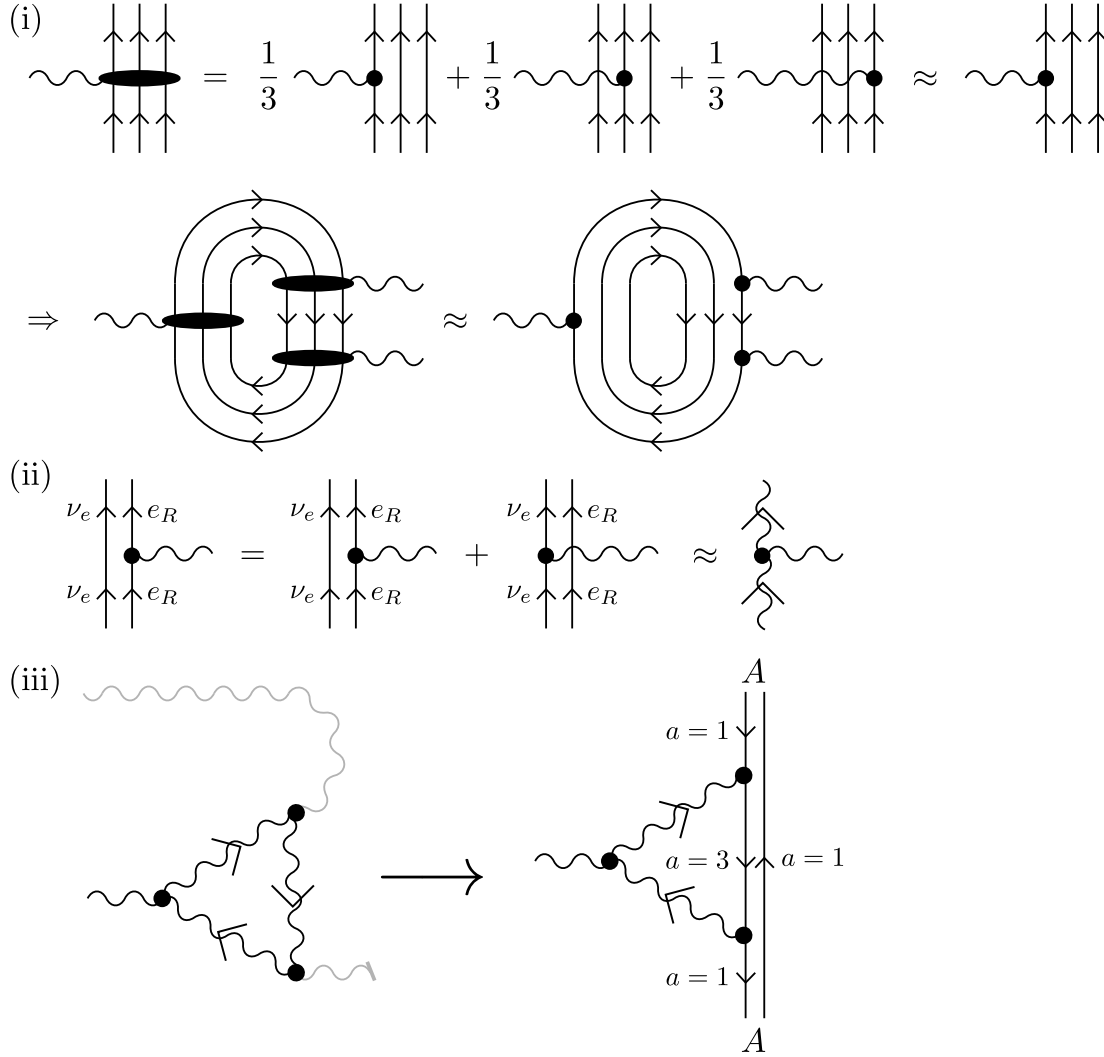 (i)
= 1/3 + 1/3 + 1/3 ≈
⇒ ≈
(ii)
ν_e e_R ν_e e_R ν_e e_R
= + ≈
ν_e e_R ν_e e_R ν_e e_R
(iii)
A
a = 1
a = 3 a = 1
a = 1
A